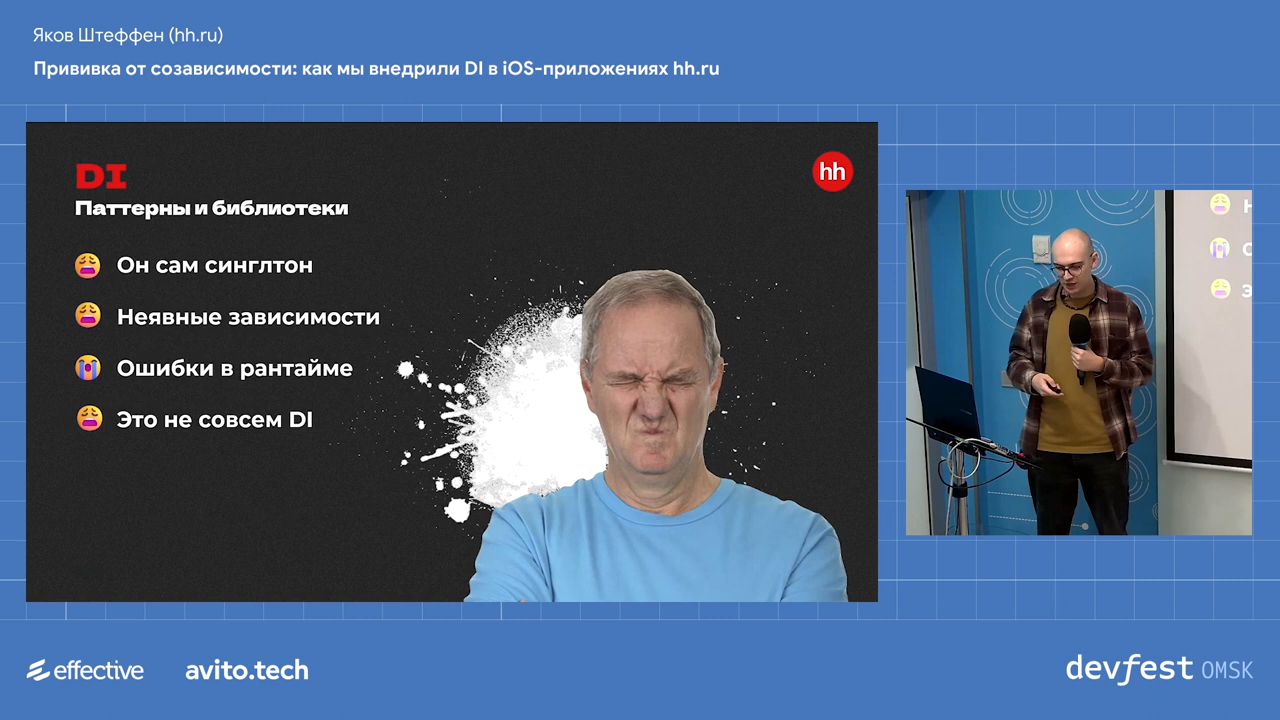 Яков Штеффен (hh.ru)
Прививка от созависимости: как мы внедрили DI в iOS-приложениях hh.ru
DI
Паттерны и библиотеки
hh
Он сам синглтон
Неявные зависимости
Ошибки в рантайме
Это не совсем DI
effective
avito.tech
devfest OMSK